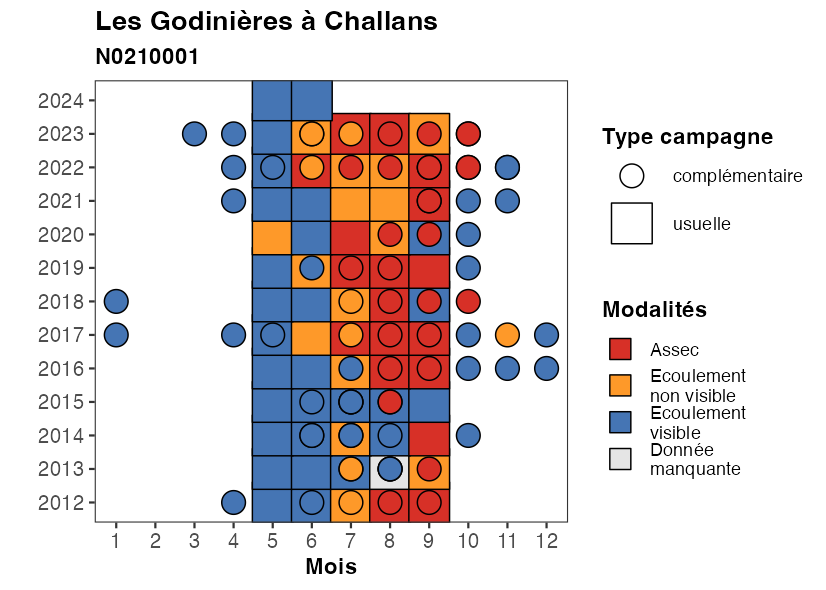 Les Godinières à Challans
N0210001
2024
2023
2022
2021
2020
2019
2018
2017
2016
2015
2014
2013
2012
1 2 3 4 5 6 7 8 9 10 11 12
Mois
Type campagne
complémentaire
usuelle
Modalités
Assec
Ecoulement
non visible
Ecoulement
visible
Donnée
manquante